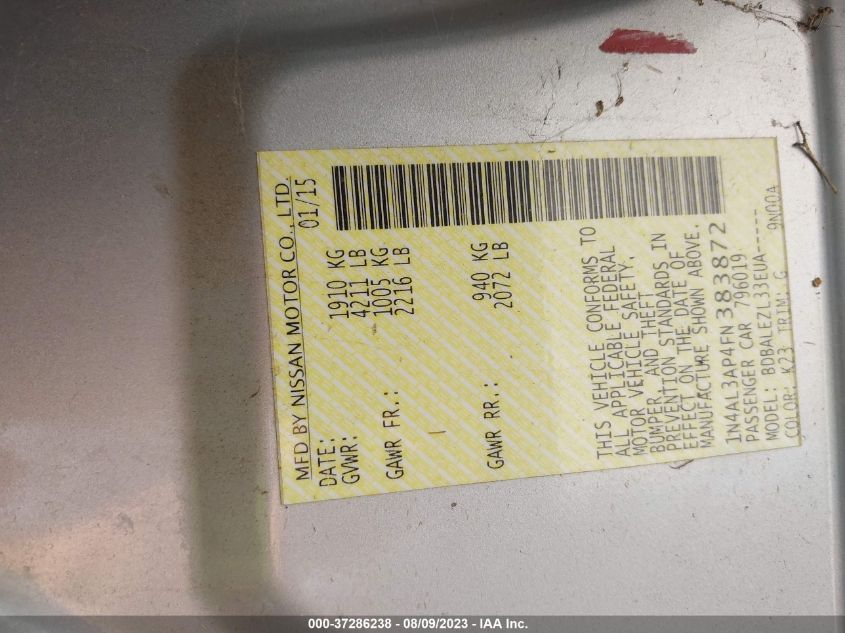 MFD BY NISSAN MOTOR CO., LTD.
DATE: 01/15
GVWR: 1910 KG
4211 LB
GAWR FR.: 1005 KG
2216 LB
GAWR RR.: 940 KG
2072 LB
THIS VEHICLE CONFORMS TO
ALL APPLICABLE FEDERAL
MOTOR VEHICLE SAFETY,
BUMPER, AND THEFT
PREVENTION STANDARDS IN
EFFECT ON THE DATE OF
MANUFACTURE SHOWN ABOVE.
1N4AL3AP4FN383872
PASSENGER CAR 796019
MODEL: BDBALEZL33EUA-----
COLOR: K23 TRIM: G 9N00A
000-37286238 - 08/09/2023 - IAA Inc.